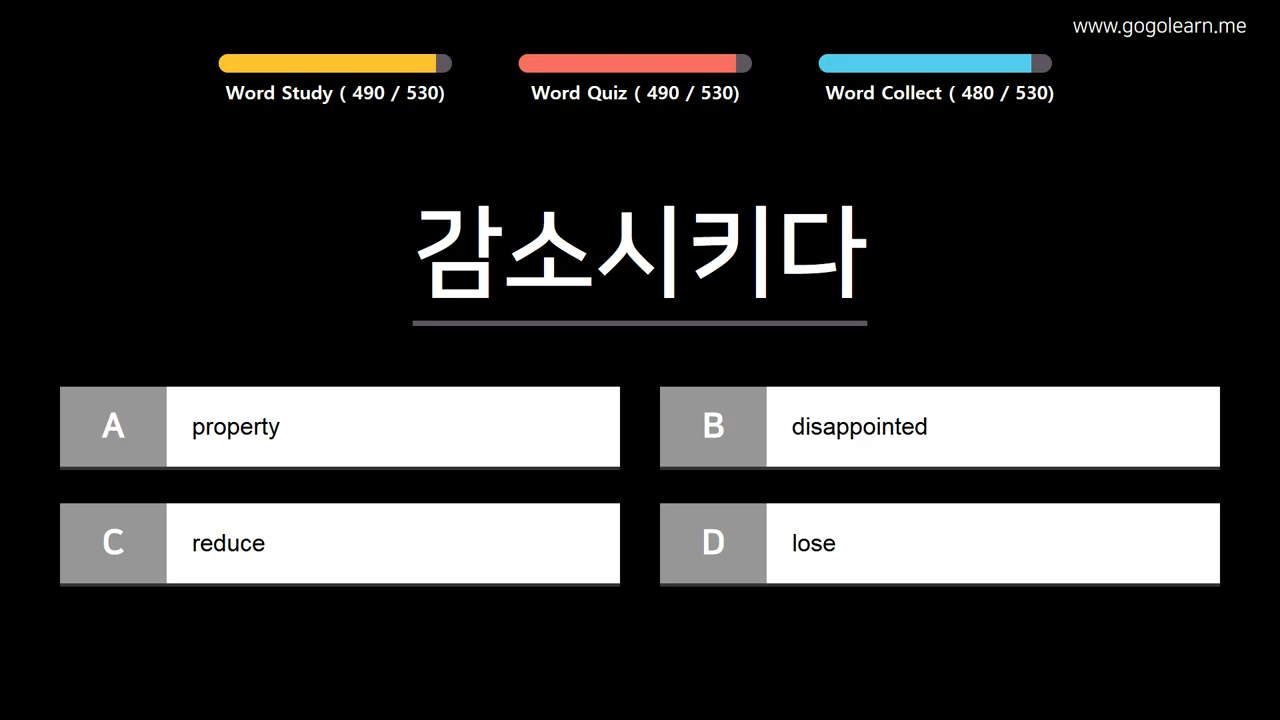 www.gogolearn.me
Word Study ( 490 / 530)
Word Quiz ( 490 / 530)
Word Collect ( 480 / 530)
감소시키다
A property
B disappointed
C reduce
D lose